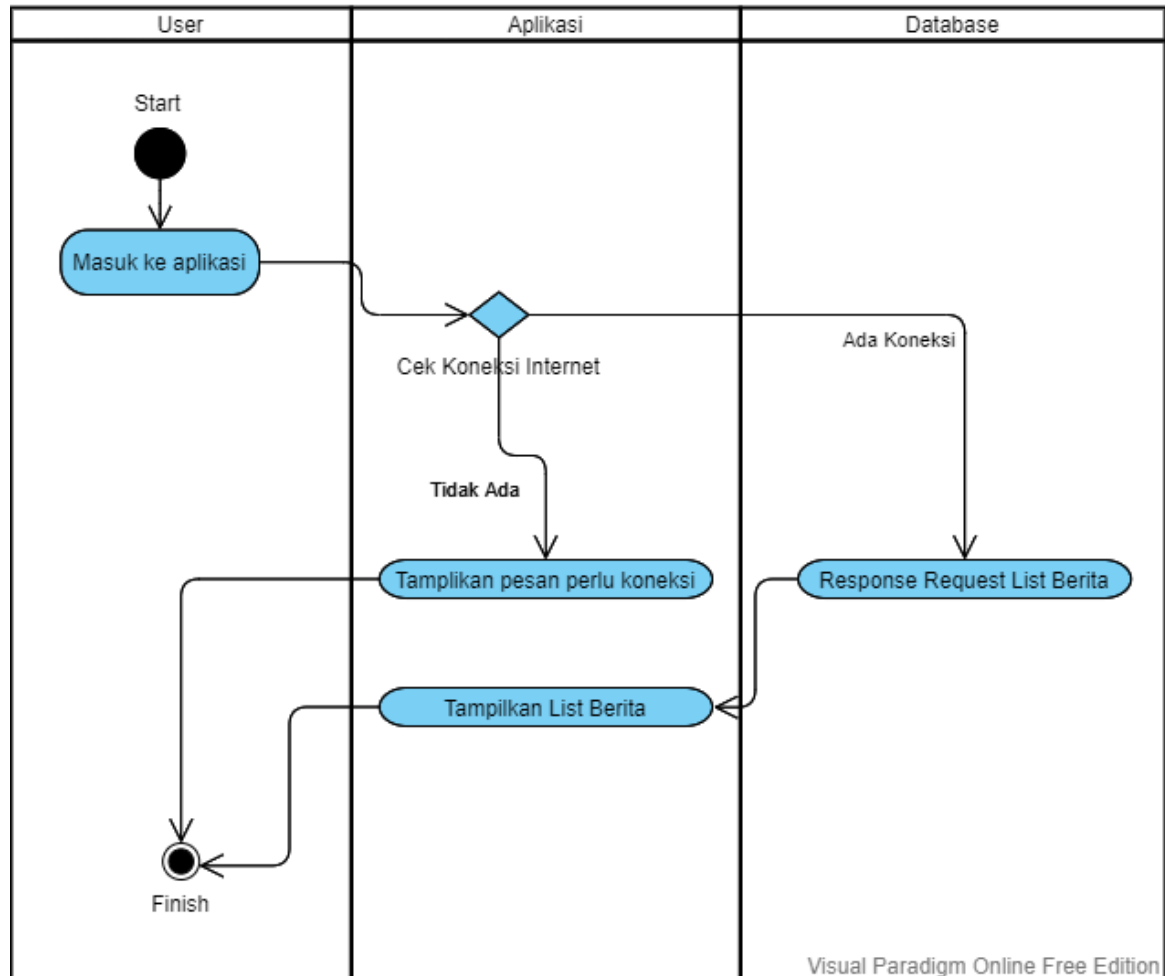 User
Aplikasi
Database
Start
Masuk ke aplikasi
Ada Koneksi
Cek Koneksi Internet
Tidak Ada
Tamplikan pesan perlu koneksi
Response Request List Berita
Tampilkan List Berita
Finish
Visual Paradigm Online Free Edition